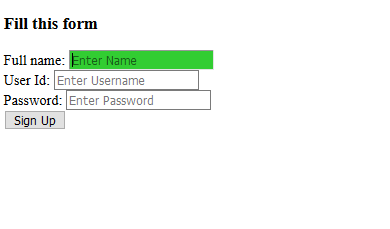 Fill this form
Full name: Enter Name
User Id: Enter Username
Password: Enter Password
Sign Up